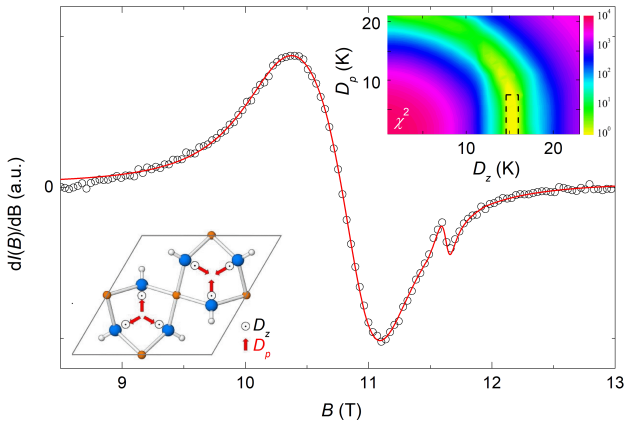 20
10
D_p (K)
χ²
10
20
D_z (K)
10⁴
10³
10²
10¹
10⁰
dI(B)/dB (a.u.)
0
⊙ D_z
D_p
9
10
11
12
13
B (T)